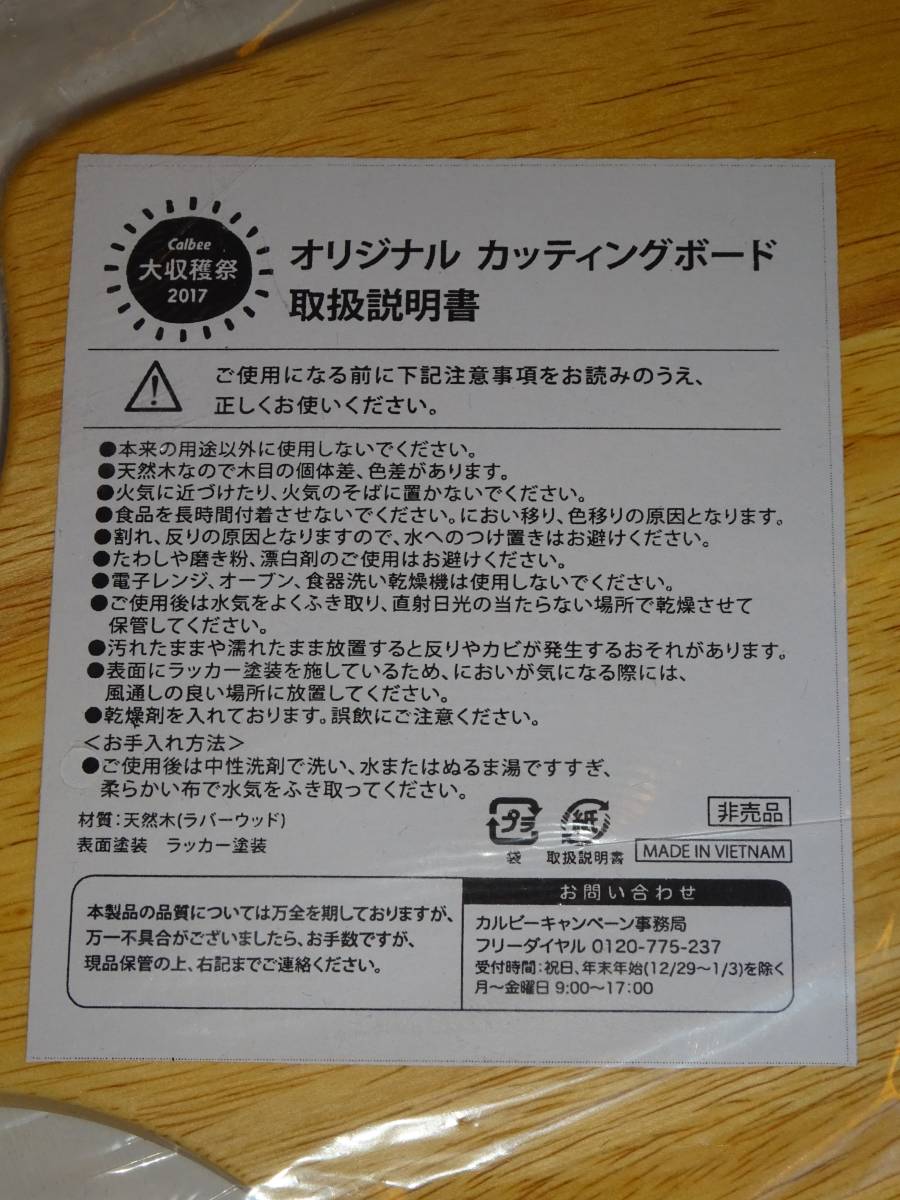 Calbee
大収穫祭
2017
オリジナル カッティングボード
取扱説明書
ご使用になる前に下記注意事項をお読みのうえ、
正しくお使いください。
●本来の用途以外に使用しないでください。
●天然木なので木目の個体差、色差があります。
●火気に近づけたり、火気のそばに置かないでください。
●食品を長時間付着させないでください。におい移り、色移りの原因となります。
●割れ、反りの原因となりますので、水へのつけ置きはお避けください。
●たわしや磨き粉、漂白剤のご使用はお避けください。
●電子レンジ、オーブン、食器洗い乾燥機は使用しないでください。
●ご使用後は水気をよくふき取り、直射日光の当たらない場所で乾燥させて
保管してください。
●汚れたままや濡れたまま放置すると反りやカビが発生するおそれがあります。
●表面にラッカー塗装を施しているため、においが気になる際には、
風通しの良い場所に放置してください。
●乾燥剤を入れております。誤飲にご注意ください。
＜お手入れ方法＞
●ご使用後は中性洗剤で洗い、水またはぬるま湯ですすぎ、
柔らかい布で水気をふき取ってください。
材質：天然木(ラバーウッド)
表面塗装 ラッカー塗装
プラ
袋
紙
取扱説明書
非売品
MADE IN VIETNAM
本製品の品質については万全を期しておりますが、
万一不具合がございましたら、お手数ですが、
現品保管の上、右記までご連絡ください。
お問い合わせ
カルビーキャンペーン事務局
フリーダイヤル 0120-775-237
受付時間：祝日、年末年始(12/29～1/3)を除く
月～金曜日 9:00～17:00